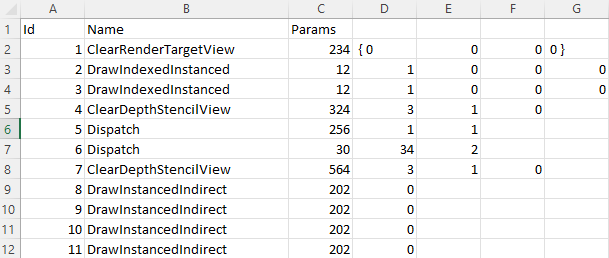 A B C D E F G
1 Id Name Params
2 1 ClearRenderTargetView 234 { 0 0 0 0 }
3 2 DrawIndexedInstanced 12 1 0 0 0
4 3 DrawIndexedInstanced 12 1 0 0 0
5 4 ClearDepthStencilView 324 3 1 0
6 5 Dispatch 256 1 1
7 6 Dispatch 30 34 2
8 7 ClearDepthStencilView 564 3 1 0
9 8 DrawInstancedIndirect 202 0
10 9 DrawInstancedIndirect 202 0
11 10 DrawInstancedIndirect 202 0
12 11 DrawInstancedIndirect 202 0